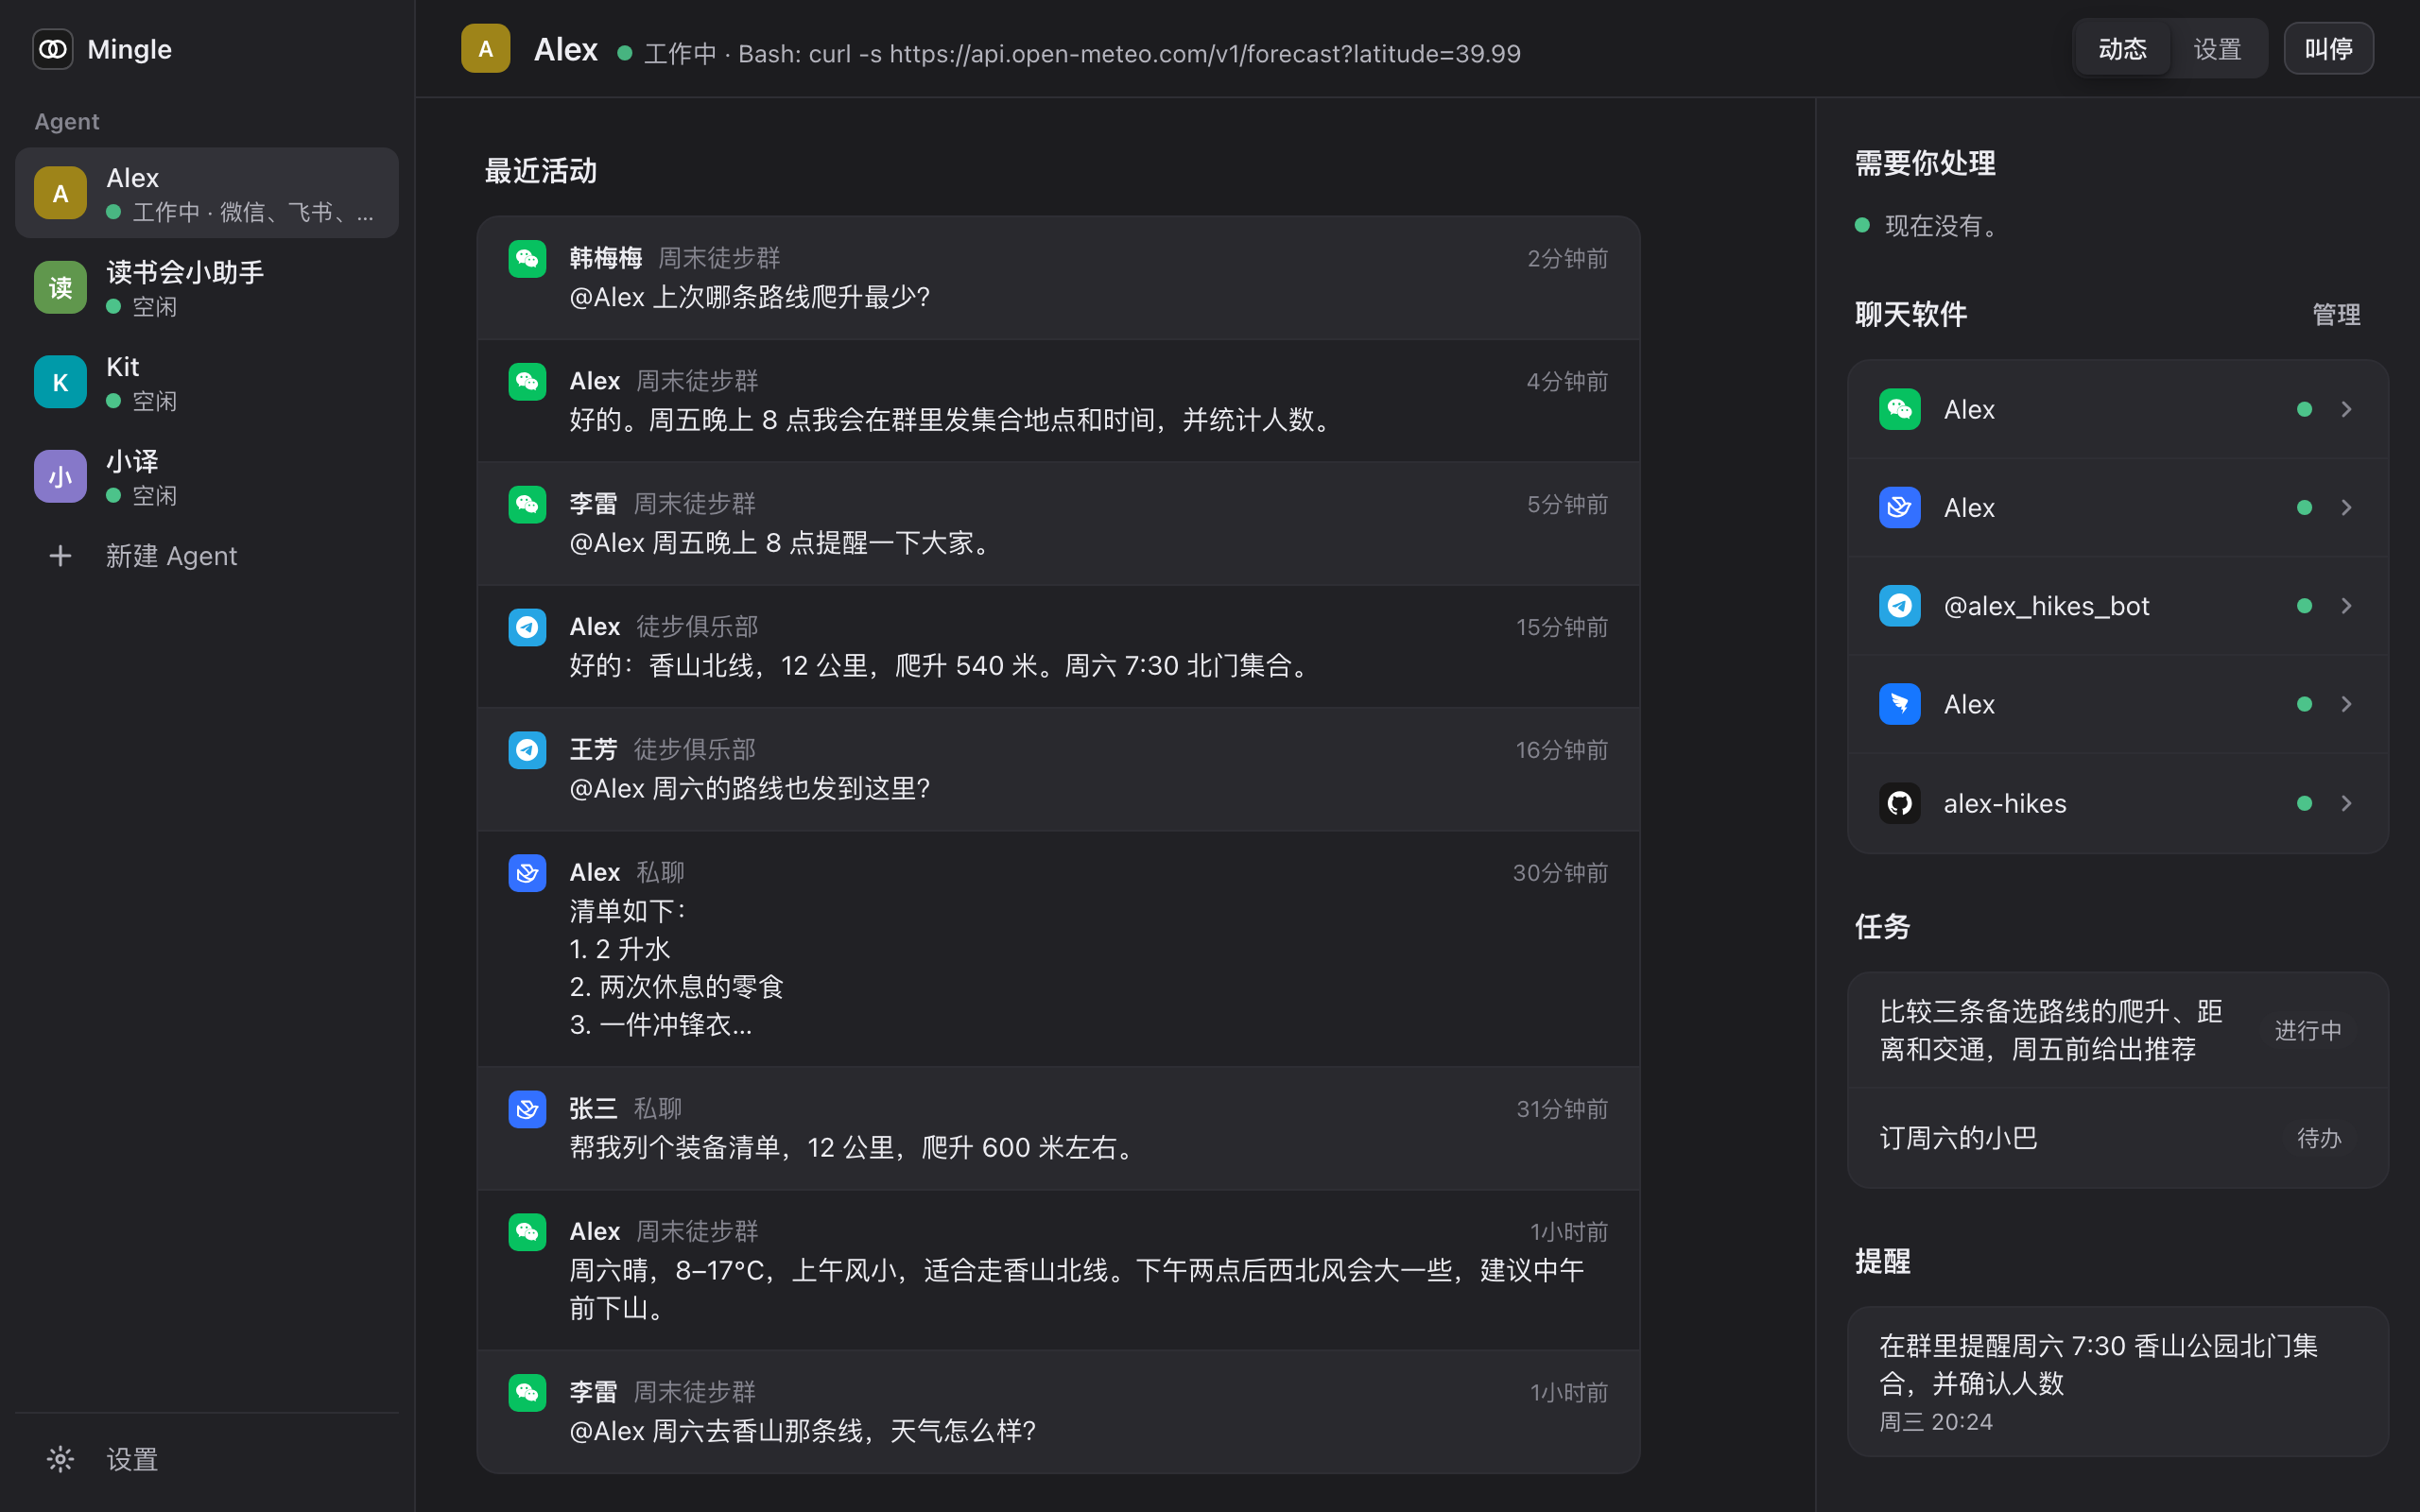 Mingle
Agent
A
Alex
工作中 · 微信、飞书、...
读
读书会小助手
空闲
K
Kit
空闲
小
小译
空闲
新建 Agent
设置
A
Alex
工作中 · Bash: curl -s https://api.open-meteo.com/v1/forecast?latitude=39.99
动态
设置
叫停
最近活动
韩梅梅 周末徒步群 2分钟前
@Alex 上次哪条路线爬升最少?
Alex 周末徒步群 4分钟前
好的。周五晚上 8 点我会在群里发集合地点和时间，并统计人数。
李雷 周末徒步群 5分钟前
@Alex 周五晚上 8 点提醒一下大家。
Alex 徒步俱乐部 15分钟前
好的：香山北线，12 公里，爬升 540 米。周六 7:30 北门集合。
王芳 徒步俱乐部 16分钟前
@Alex 周六的路线也发到这里?
Alex 私聊 30分钟前
清单如下：
1. 2 升水
2. 两次休息的零食
3. 一件冲锋衣...
张三 私聊 31分钟前
帮我列个装备清单，12 公里，爬升 600 米左右。
Alex 周末徒步群 1小时前
周六晴，8–17°C，上午风小，适合走香山北线。下午两点后西北风会大一些，建议中午
前下山。
李雷 周末徒步群 1小时前
@Alex 周六去香山那条线，天气怎么样?
需要你处理
现在没有。
聊天软件 管理
Alex
Alex
@alex_hikes_bot
Alex
alex-hikes
任务
比较三条备选路线的爬升、距
离和交通，周五前给出推荐
进行中
订周六的小巴 待办
提醒
在群里提醒周六 7:30 香山公园北门集
合，并确认人数
周三 20:24